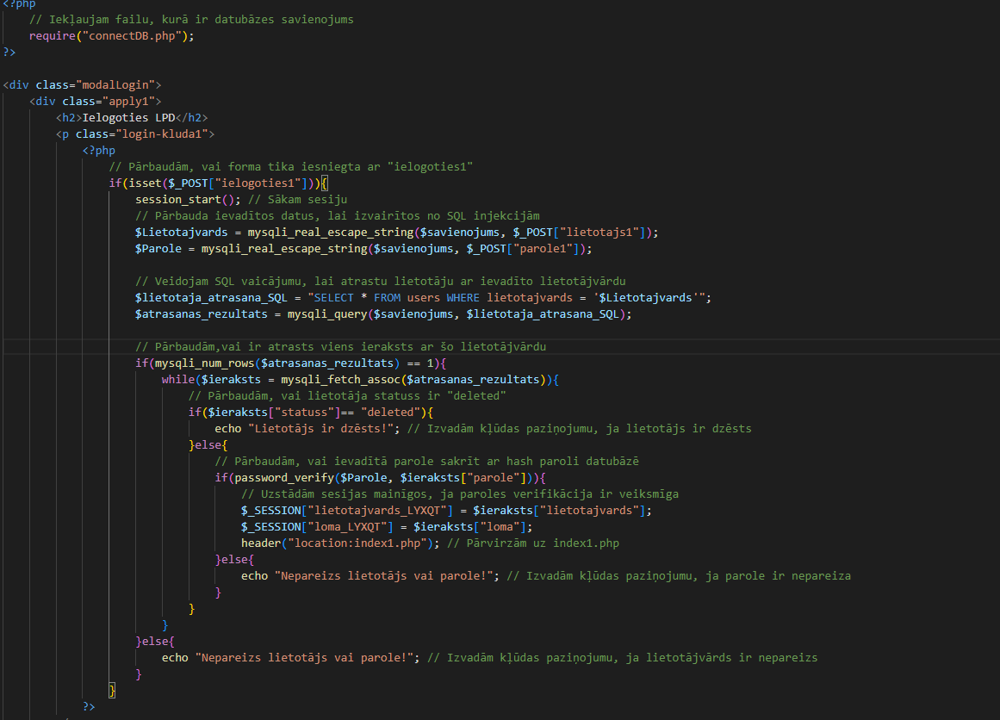 <?php
// Iekļaujam failu, kurā ir datubāzes savienojums
require("connectDB.php");
?>
<div class="modalLogin">
<div class="apply1">
<h2>Ielogoties LPD</h2>
<p class="login-kluda1">
<?php
// Pārbaudām, vai forma tika iesniegta ar "ielogoties1"
if(isset($_POST["ielogoties1"])){
session_start(); // Sākam sesiju
// Pārbauda ievadītos datus, lai izvairītos no SQL injekcijām
$Lietotajvards = mysqli_real_escape_string($savienojums, $_POST["lietotajs1"]);
$Parole = mysqli_real_escape_string($savienojums, $_POST["parole1"]);
// Veidojam SQL vaicājumu, lai atrastu lietotāju ar ievadīto lietotājvārdu
$lietotaja_atrasana_SQL = "SELECT * FROM users WHERE lietotajvards = '$Lietotajvards'";
$atrasanas_rezultats = mysqli_query($savienojums, $lietotaja_atrasana_SQL);
// Pārbaudām,vai ir atrasts viens ieraksts ar šo lietotājvārdu
if(mysqli_num_rows($atrasanas_rezultats) == 1){
while($ieraksts = mysqli_fetch_assoc($atrasanas_rezultats)){
// Pārbaudām, vai lietotāja statuss ir "deleted"
if($ieraksts["statuss"]== "deleted"){
echo "Lietotājs ir dzēsts!"; // Izvadām kļūdas paziņojumu, ja lietotājs ir dzēsts
}else{
// Pārbaudām, vai ievadītā parole sakrīt ar hash paroli datubāzē
if(password_verify($Parole, $ieraksts["parole"])){
// Uzstādām sesijas mainīgos, ja paroles verifikācija ir veiksmīga
$_SESSION["lietotajvards_LYXQT"] = $ieraksts["lietotajvards"];
$_SESSION["loma_LYXQT"] = $ieraksts["loma"];
header("location:index1.php"); // Pārvirzām uz index1.php
}else{
echo "Nepareizs lietotājs vai parole!"; // Izvadām kļūdas paziņojumu, ja parole ir nepareiza
}
}
}
}else{
echo "Nepareizs lietotājs vai parole!"; // Izvadām kļūdas paziņojumu, ja lietotājvārds ir nepareizs
}
}
?>